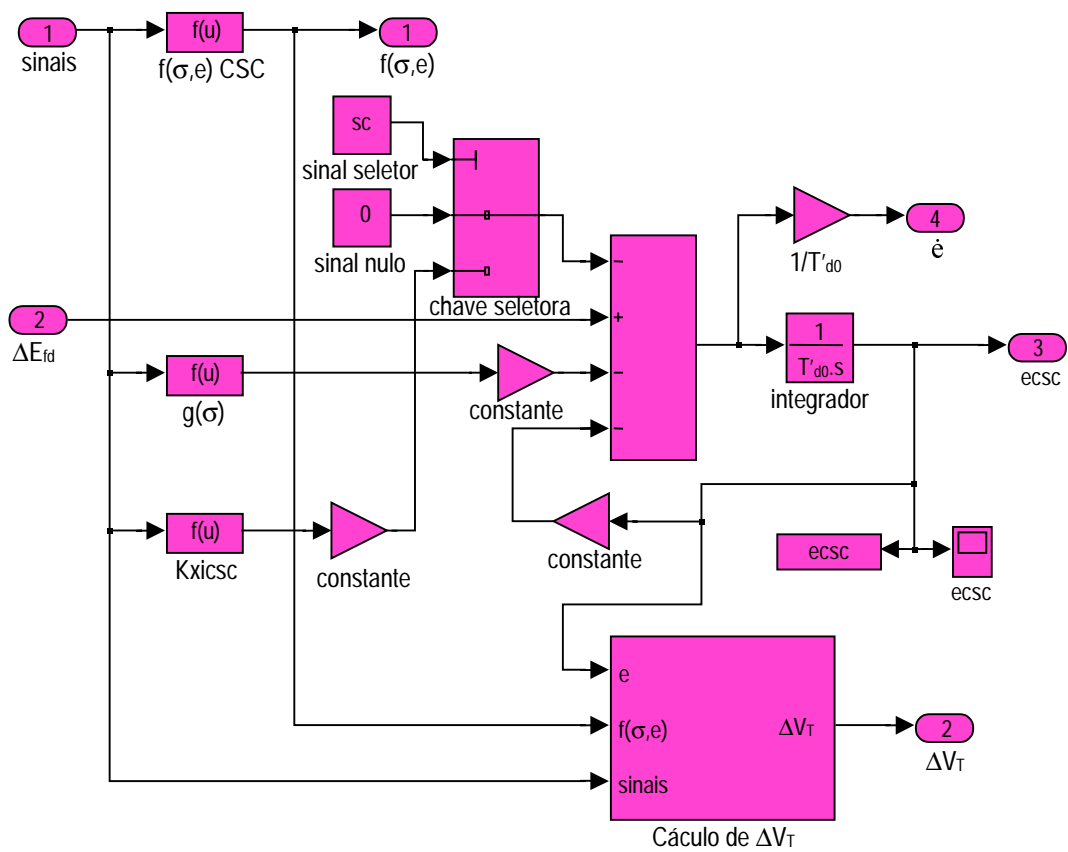 1
sinais
f(u)
f(σ,e) CSC
1
f(σ,e)
sc
sinal seletor
0
sinal nulo
chave seletora
2
ΔEfd
f(u)
g(σ)
constante
f(u)
Kxicsc
constante
constante
−
+
−
−
1/T'd0
4
ė
1
T'd0.s
integrador
3
ecsc
ecsc
ecsc
e
f(σ,e)
sinais
ΔVT
Cáculo de ΔVT
2
ΔVT